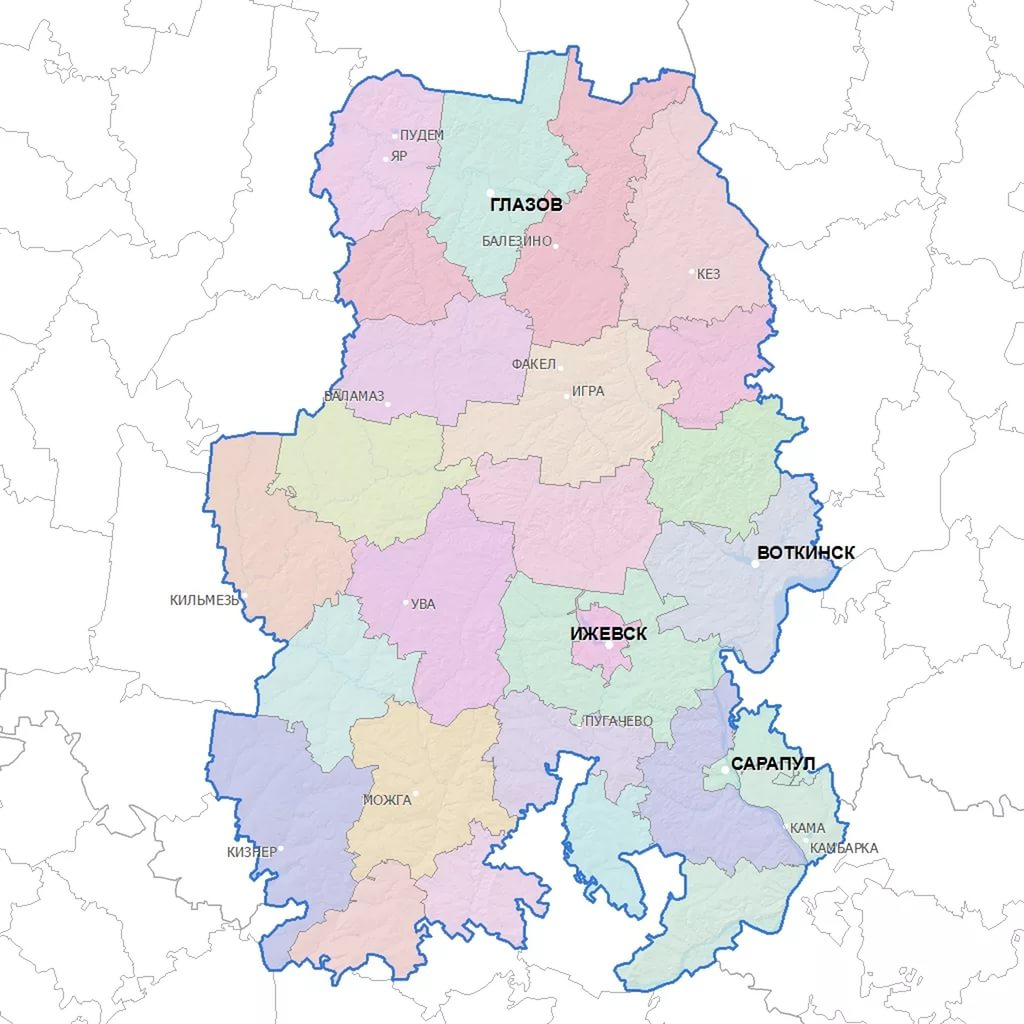 ПУДЕМ
ЯР
ГЛАЗОВ
БАЛЕЗИНО
КЕЗ
ФАКЕЛ
ИГРА
ВАЛАМАЗ
ВОТКИНСК
КИЛЬМЕЗЬ
УВА
ИЖЕВСК
ПУГАЧЕВО
САРАПУЛ
МОЖГА
КАМА
КАМБАРКА
КИЗНЕР